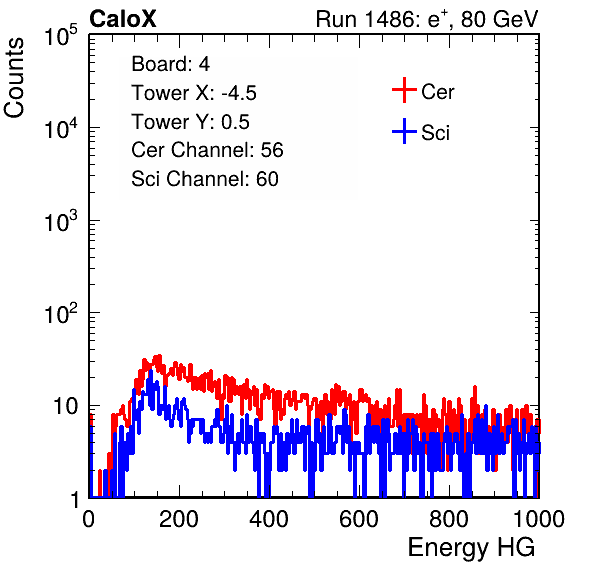 CaloX Run 1486: e⁺, 80 GeV
Counts
10⁵
10⁴
10³
10²
10
1
Board: 4
Tower X: -4.5
Tower Y: 0.5
Cer Channel: 56
Sci Channel: 60
Cer
Sci
0 200 400 600 800 1000
Energy HG